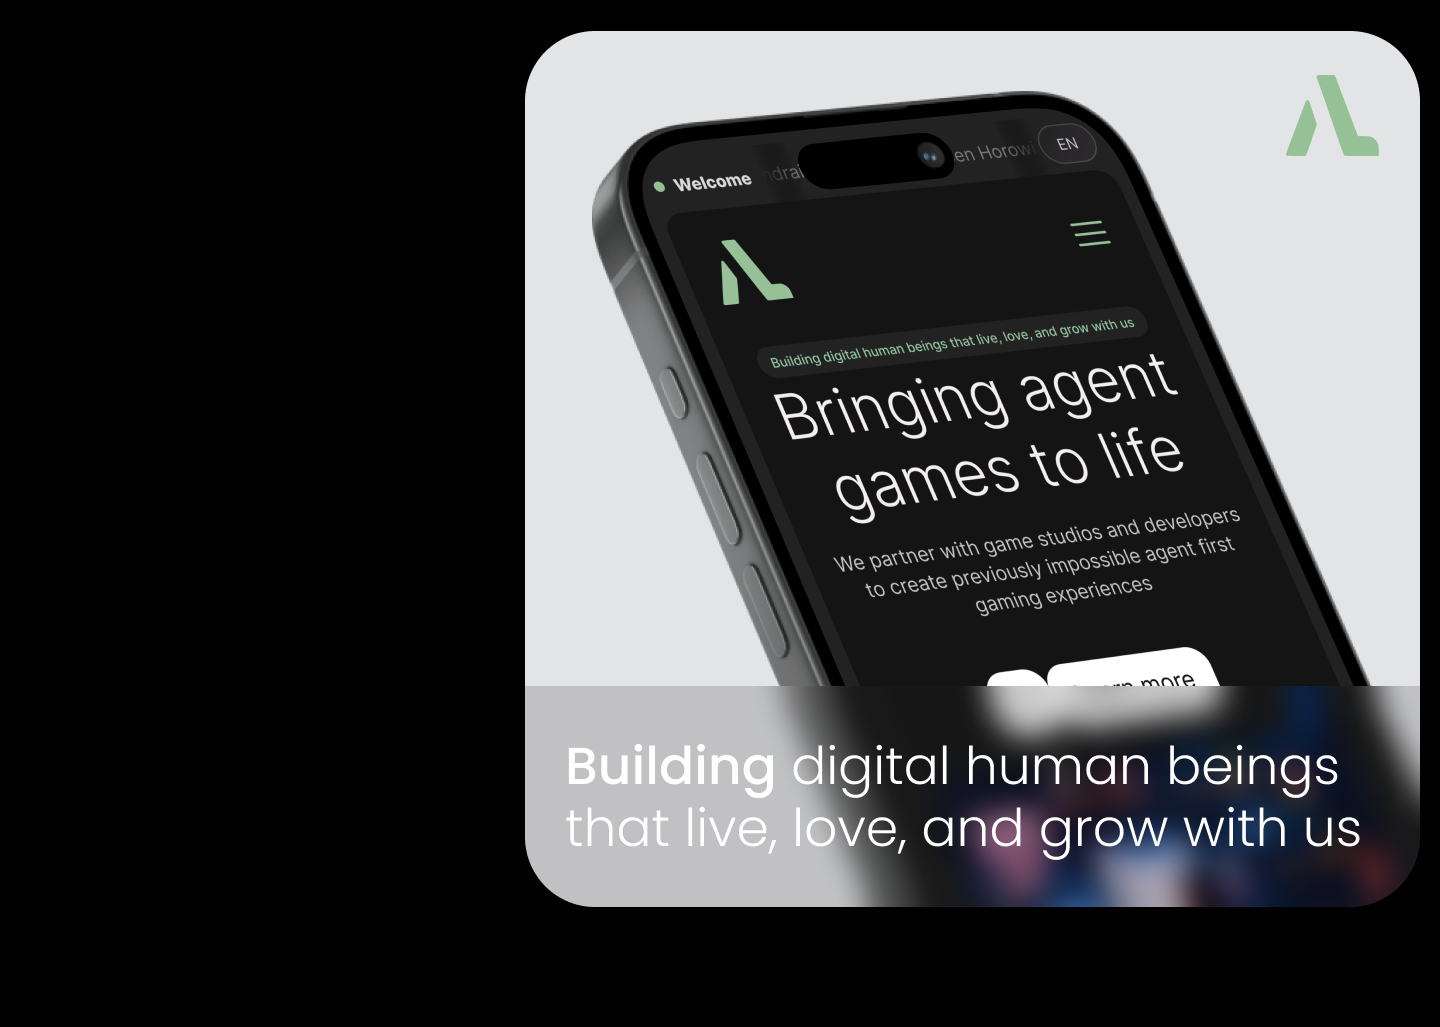 Welcome
EN
Building digital human beings that live, love, and grow with us
Bringing agent
games to life
We partner with game studios and developers
to create previously impossible agent first
gaming experiences
more
Building digital human beings
that live, love, and grow with us